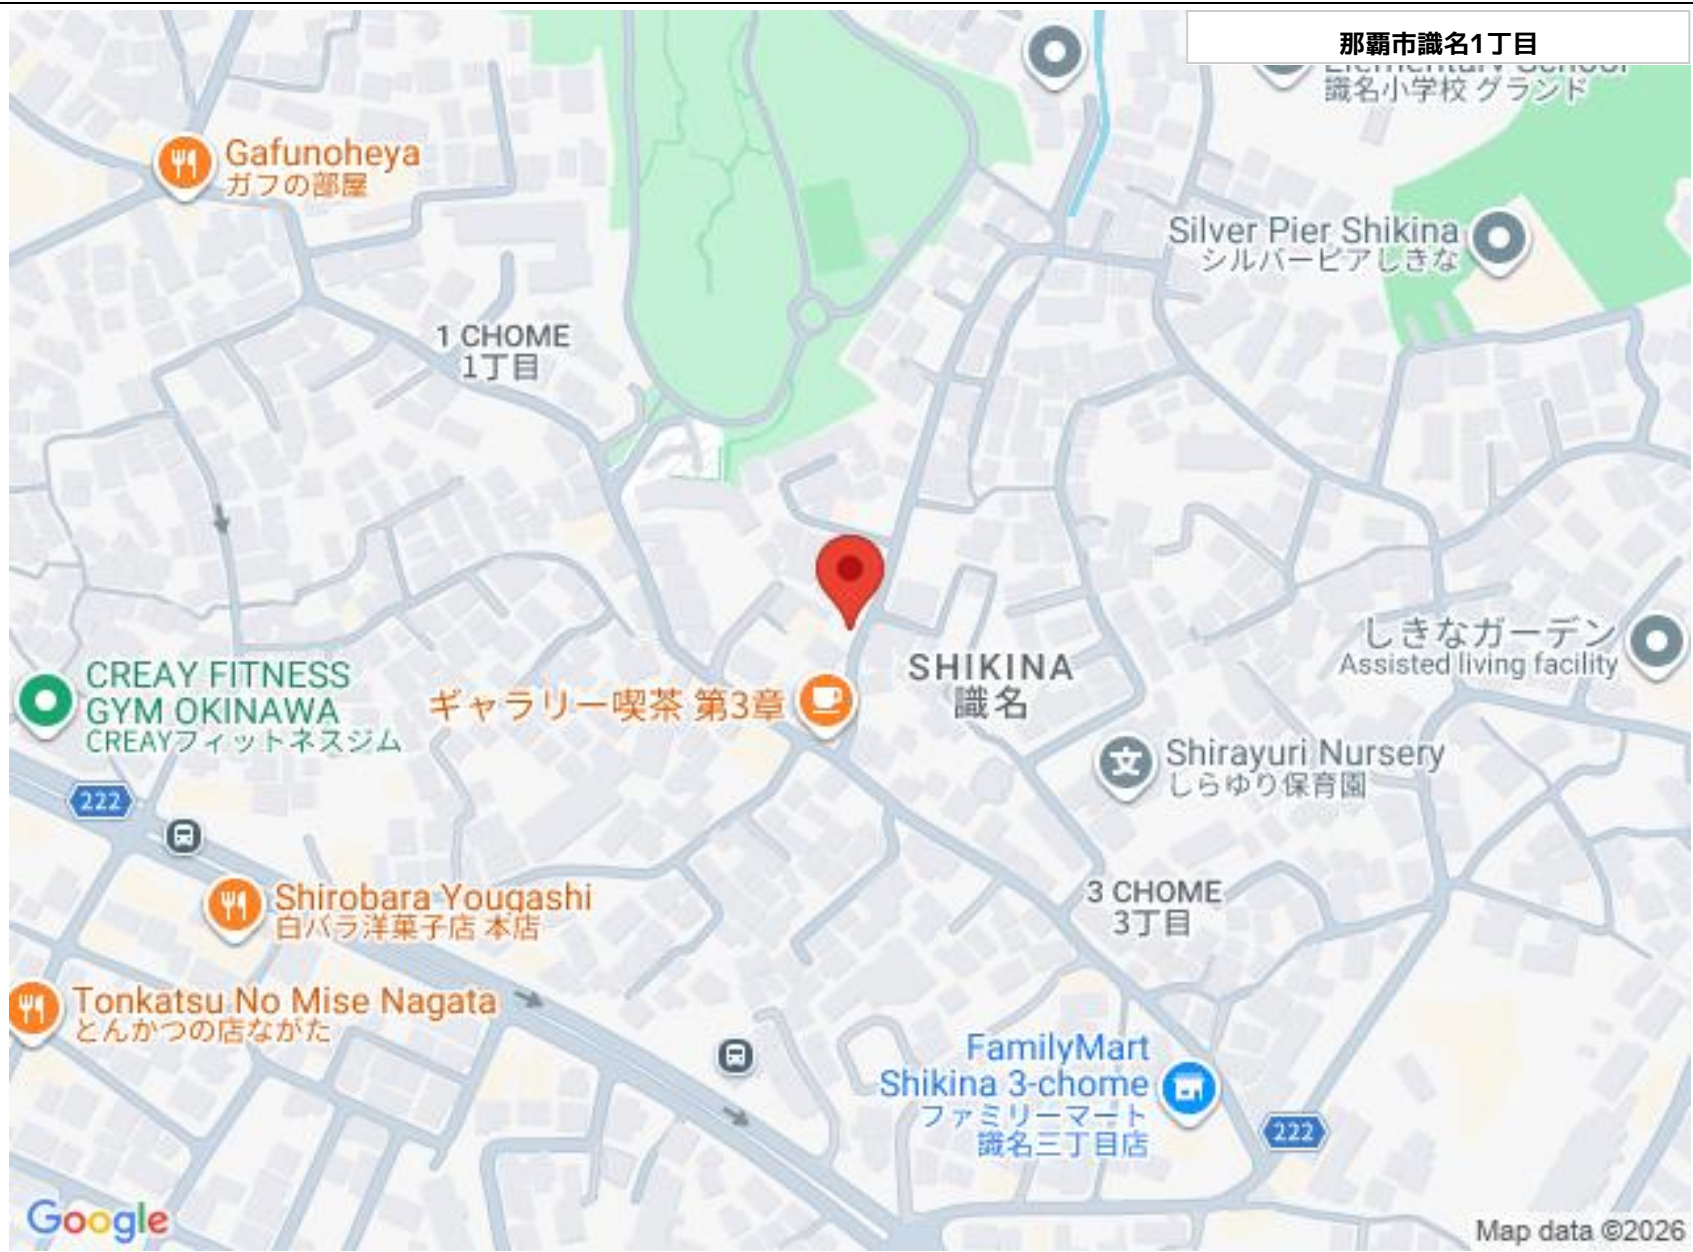 那覇市識名1丁目
識名小学校 グランド
Gafunoheya
ガフの部屋
Silver Pier Shikina
シルバーピアしきな
1 CHOME
1丁目
しきなガーデン
Assisted living facility
SHIKINA
識名
CREAY FITNESS
GYM OKINAWA
CREAYフィットネスジム
ギャラリー喫茶 第3章
Shirayuri Nursery
しらゆり保育園
222
Shirobara Yougashi
白バラ洋菓子店 本店
3 CHOME
3丁目
Tonkatsu No Mise Nagata
とんかつの店ながた
FamilyMart
Shikina 3-chome
ファミリーマート
識名三丁目店
222
Google
Map data ©2026